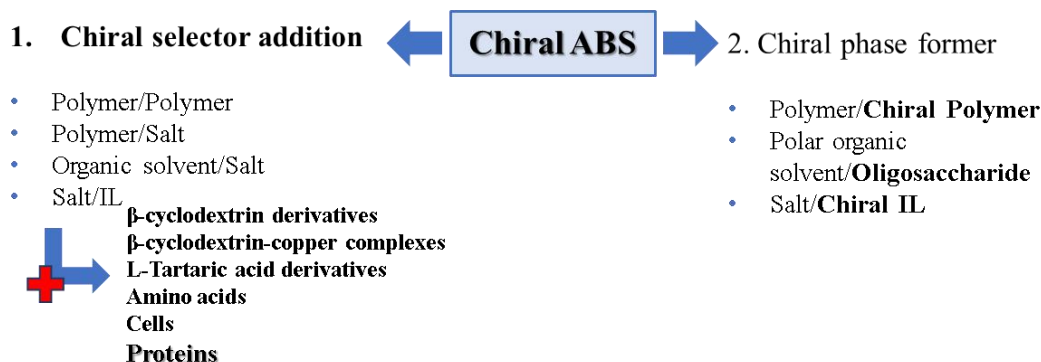 1. Chiral selector addition
Chiral ABS
2. Chiral phase former
• Polymer/Polymer
• Polymer/Salt
• Organic solvent/Salt
• Salt/IL
β-cyclodextrin derivatives
β-cyclodextrin-copper complexes
L-Tartaric acid derivatives
Amino acids
Cells
Proteins
• Polymer/Chiral Polymer
• Polar organic
solvent/Oligosaccharide
• Salt/Chiral IL